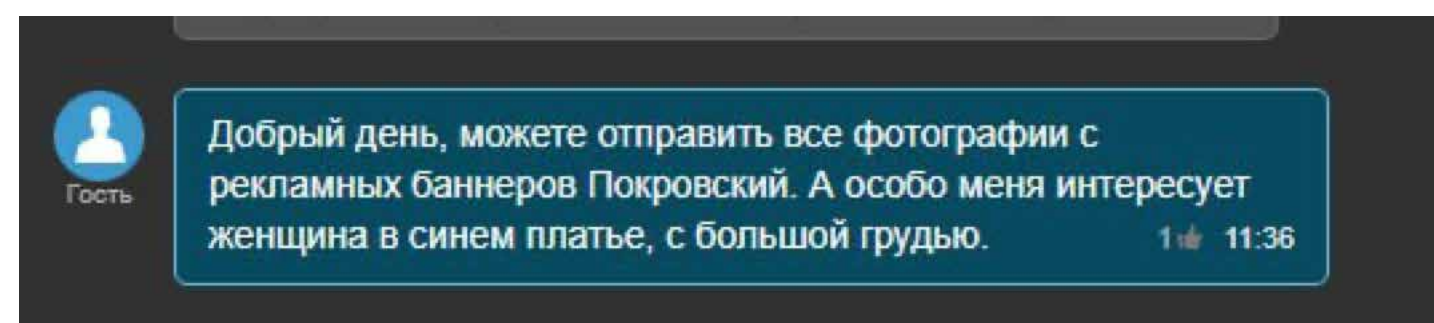 Добрый день, можете отправить все фотографии с
рекламных баннеров Покровский. А особо меня интересует
женщина в синем платье, с большой грудью.
1 11:36
Гость